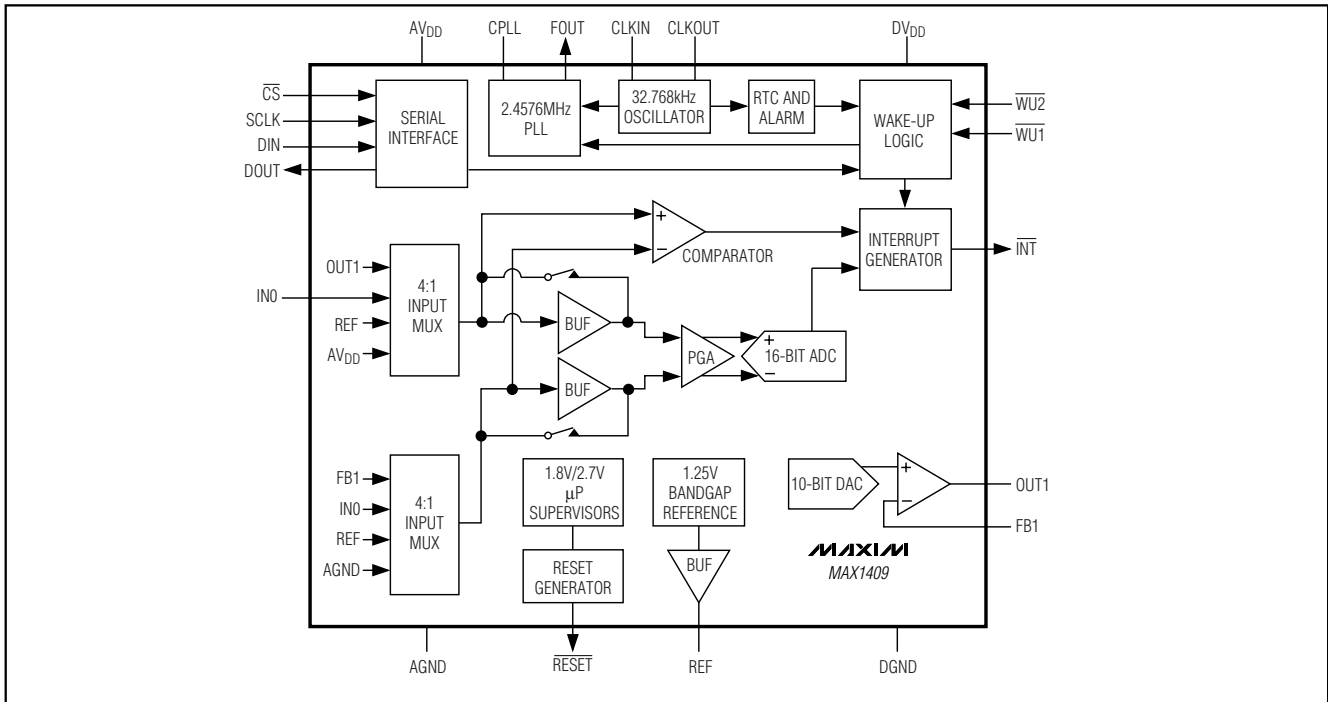 AVDD
CPLL
FOUT
CLKIN
CLKOUT
DVDD
CS
SCLK
DIN
DOUT
SERIAL
INTERFACE
2.4576MHz
PLL
32.768kHz
OSCILLATOR
RTC AND
ALARM
WAKE-UP
LOGIC
WU2
WU1
OUT1
IN0
REF
AVDD
4:1
INPUT
MUX
+
−
COMPARATOR
INTERRUPT
GENERATOR
INT
BUF
BUF
PGA
+
−
16-BIT ADC
FB1
IN0
REF
AGND
4:1
INPUT
MUX
1.8V/2.7V
µP
SUPERVISORS
RESET
GENERATOR
1.25V
BANDGAP
REFERENCE
BUF
10-BIT DAC
+
−
OUT1
FB1
MAXIM
MAX1409
AGND
RESET
REF
DGND